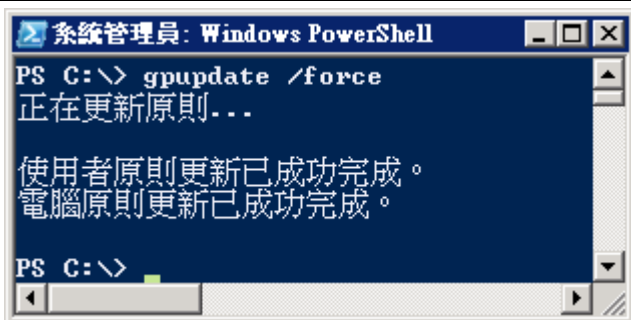 系統管理員: Windows PowerShell
PS C:\> gpupdate /force
正在更新原則...
使用者原則更新已成功完成。
電腦原則更新已成功完成。
PS C:\>